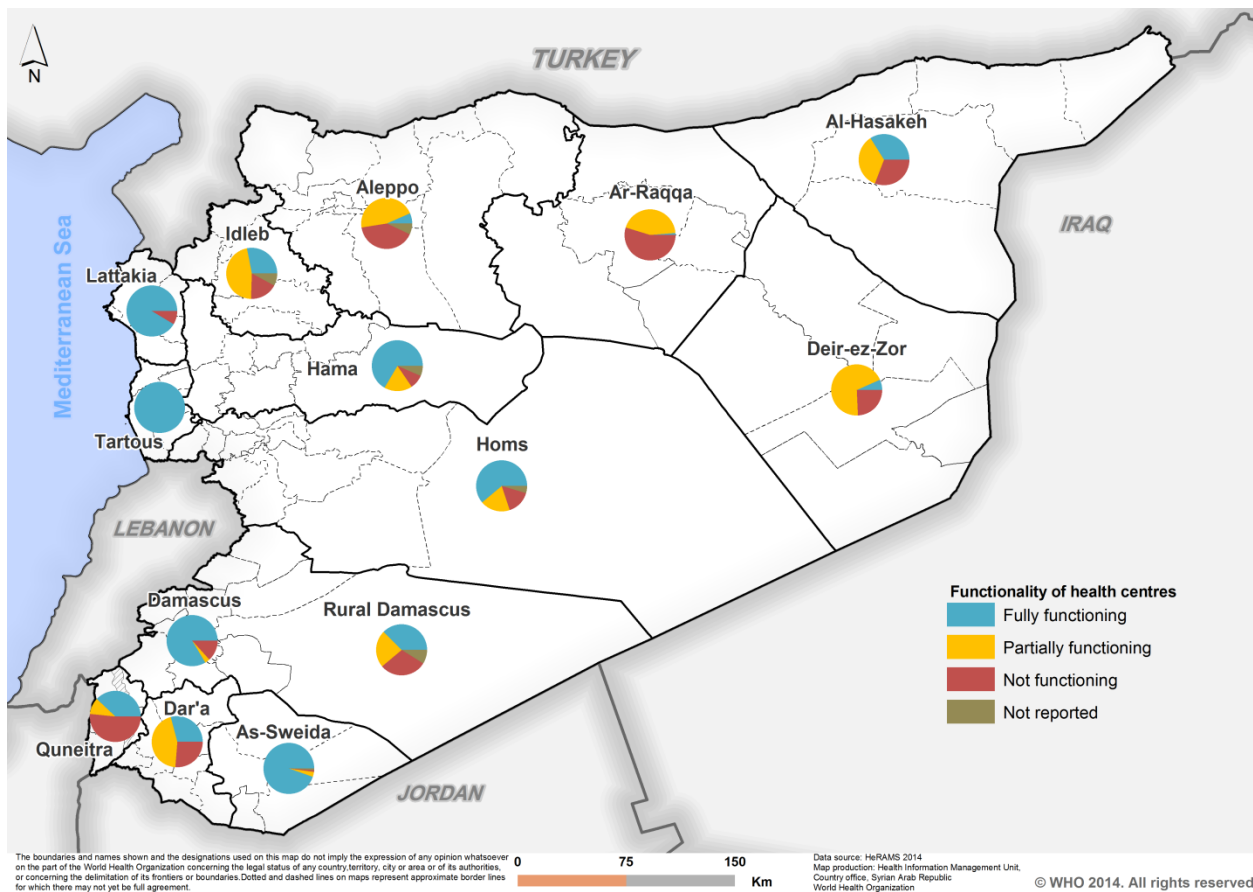 N
TURKEY
Al-Hasakeh
Aleppo
Ar-Raqqa
IRAQ
Idleb
Lattakia
Mediterranean Sea
Deir-ez-Zor
Hama
Tartous
Homs
LEBANON
Damascus
Rural Damascus
Dar'a
As-Sweida
Quneitra
JORDAN
Functionality of health centres
Fully functioning
Partially functioning
Not functioning
Not reported
The boundaries and names shown and the designations used on this map do not imply the expression of any opinion whatsoever
on the part of the World Health Organization concerning the legal status of any country,territory, city or area or of its authorities,
or concerning the delimitation of its frontiers or boundaries.Dotted and dashed lines on maps represent approximate border lines
for which there may not yet be full agreement.
0 75 150
Km
Data source: HeRAMS 2014
Map production: Health Information Management Unit,
Country office, Syrian Arab Republic
World Health Organization
© WHO 2014. All rights reserved